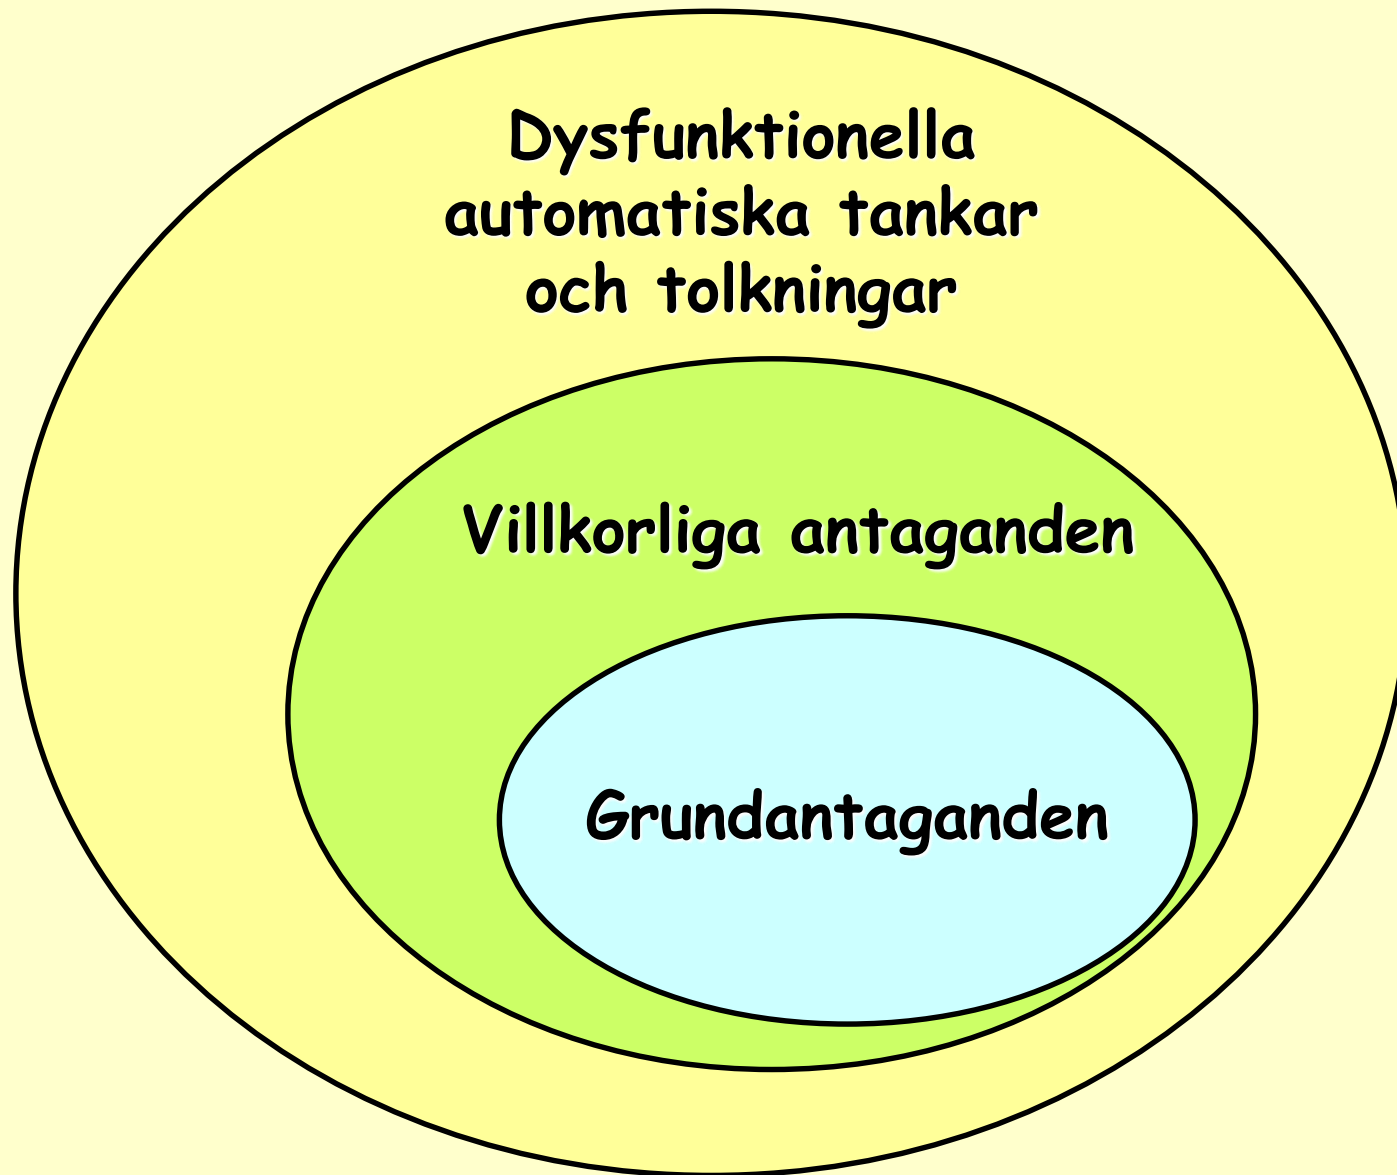 Dysfunktionella
automatiska tankar
och tolkningar
Villkorliga antaganden
Grundantaganden